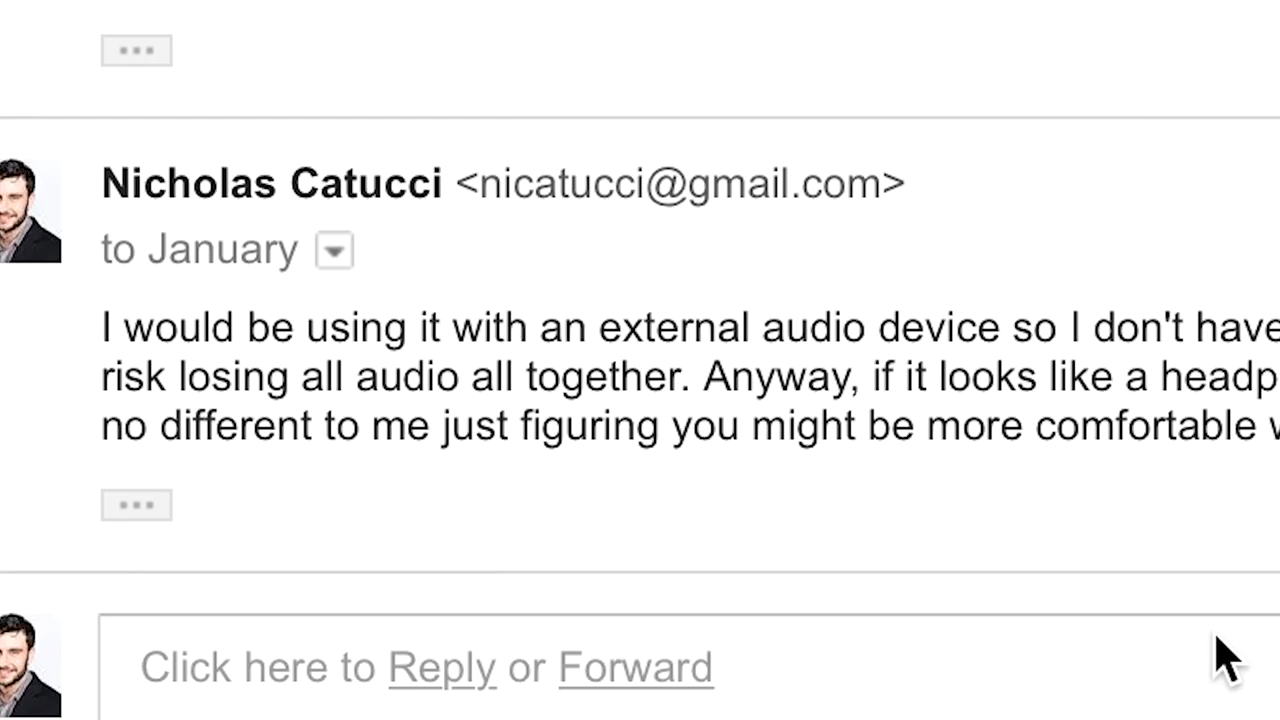 Nicholas Catucci <nicatucci@gmail.com>
to January
I would be using it with an external audio device so I don't have
risk losing all audio all together. Anyway, if it looks like a headp
no different to me just figuring you might be more comfortable
Click here to Reply or Forward